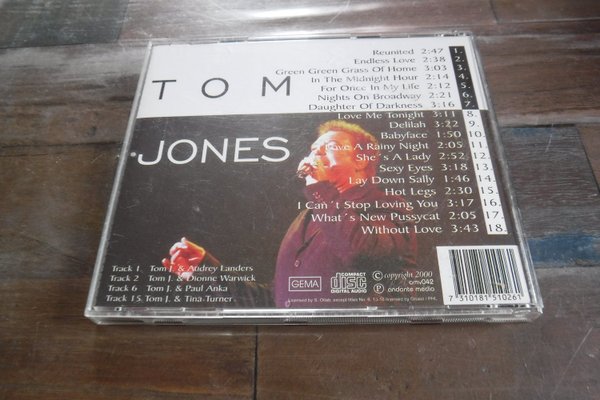 TOM
JONES
Reunited 2:47 1.
Endless Love 2:38 2.
Green Green Grass Of Home 3:03 3.
In The Midnight Hour 2:14 4.
For Once In My Life 2:12 5.
Nights On Broadway 2:21 6.
Daughter Of Darkness 3:16 7.
Love Me Tonight 3:11 8.
Delilah 3:22 9.
Babyface 1:50 10.
Love A Rainy Night 2:05 11.
She´s A Lady 2:52 12.
Sexy Eyes 3:18 13.
Lay Down Sally 1:46 14.
Hot Legs 2:30 15.
I Can´t Stop Loving You 3:17 16.
What´s New Pussycat 2:05 17.
Without Love 3:43 18.
Track 1 Tom J. & Audrey Landers
Track 2 Tom J. & Dionne Warwick
Track 6 Tom J. & Paul Anka
Track 15 Tom J. & Tina Turner
GEMA
COMPACT
disc
DIGITAL AUDIO
© copyright 2000
omv042
℗ andante media
7 310181 510261